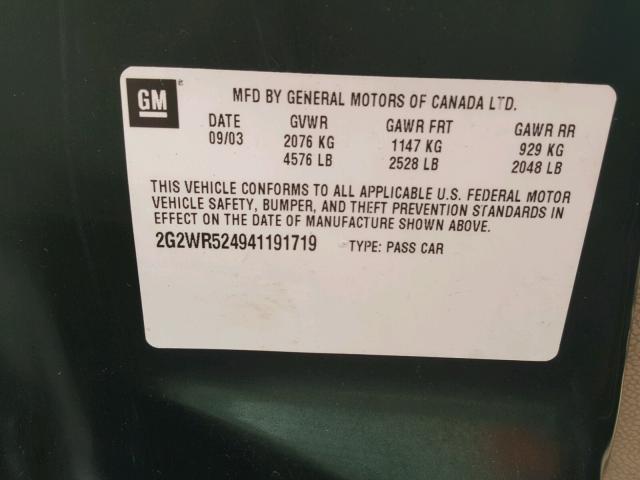 GM
MFD BY GENERAL MOTORS OF CANADA LTD.
DATE GVWR GAWR FRT GAWR RR
09/03 2076 KG 1147 KG 929 KG
4576 LB 2528 LB 2048 LB
THIS VEHICLE CONFORMS TO ALL APPLICABLE U.S. FEDERAL MOTOR
VEHICLE SAFETY, BUMPER, AND THEFT PREVENTION STANDARDS IN
EFFECT ON THE DATE OF MANUFACTURE SHOWN ABOVE.
2G2WR524941191719 TYPE: PASS CAR